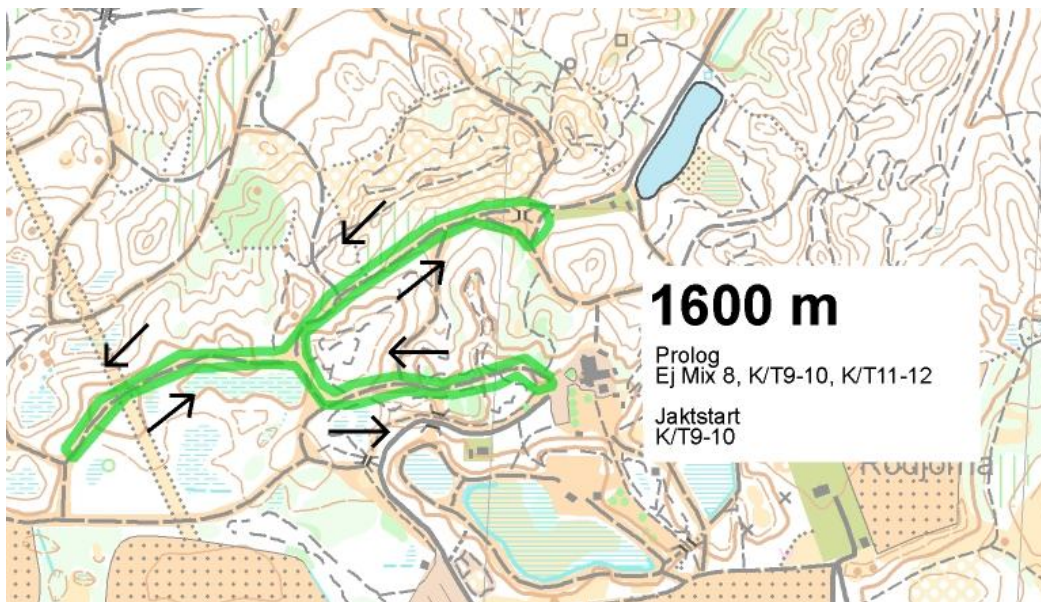 1600 m
Prolog
Ej Mix 8, K/T9-10, K/T11-12
Jaktstart
K/T9-10